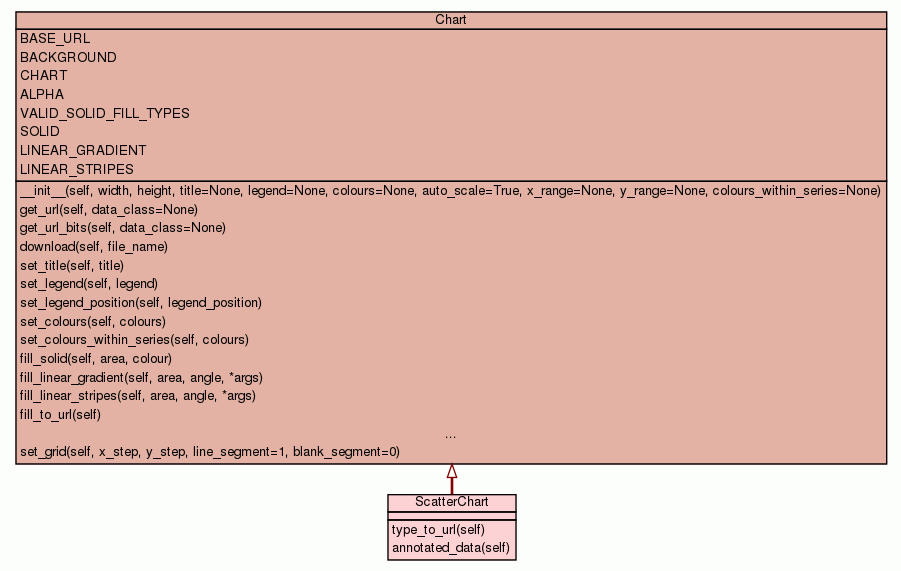 Chart
BASE_URL
BACKGROUND
CHART
ALPHA
VALID_SOLID_FILL_TYPES
SOLID
LINEAR_GRADIENT
LINEAR_STRIPES
__init__(self, width, height, title=None, legend=None, colours=None, auto_scale=True, x_range=None, y_range=None, colours_within_series=None)
get_url(self, data_class=None)
get_url_bits(self, data_class=None)
download(self, file_name)
set_title(self, title)
set_legend(self, legend)
set_legend_position(self, legend_position)
set_colours(self, colours)
set_colours_within_series(self, colours)
fill_solid(self, area, colour)
fill_linear_gradient(self, area, angle, *args)
fill_linear_stripes(self, area, angle, *args)
fill_to_url(self)
...
set_grid(self, x_step, y_step, line_segment=1, blank_segment=0)
ScatterChart
type_to_url(self)
annotated_data(self)